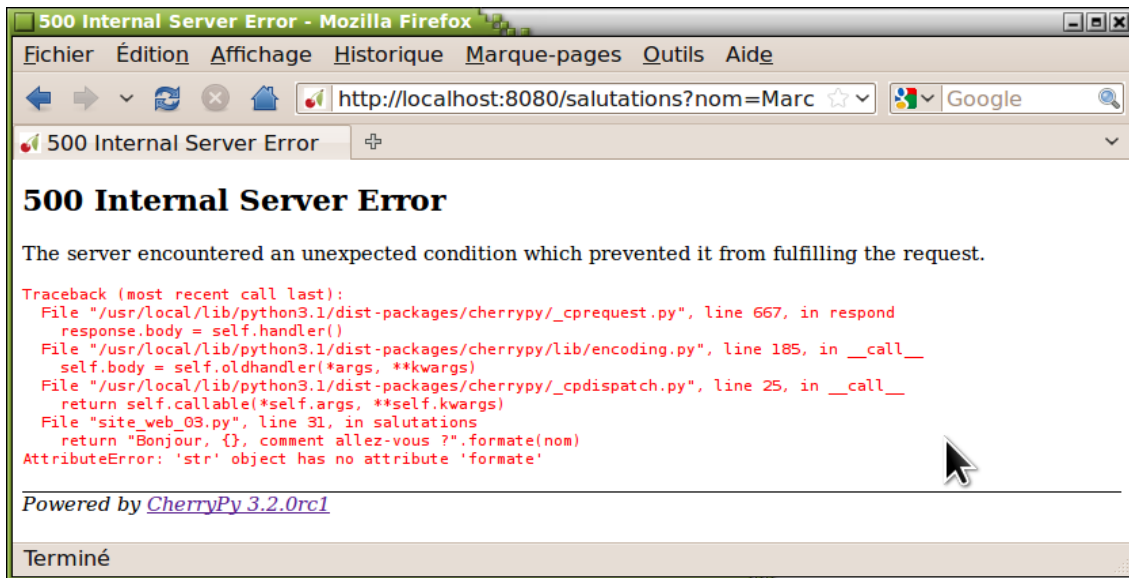 500 Internal Server Error - Mozilla Firefox
Fichier Édition Affichage Historique Marque-pages Outils Aide
http://localhost:8080/salutations?nom=Marc Google
500 Internal Server Error
500 Internal Server Error
The server encountered an unexpected condition which prevented it from fulfilling the request.
Traceback (most recent call last):
File "/usr/local/lib/python3.1/dist-packages/cherrypy/_cprequest.py", line 667, in respond
response.body = self.handler()
File "/usr/local/lib/python3.1/dist-packages/cherrypy/lib/encoding.py", line 185, in __call__
self.body = self.oldhandler(*args, **kwargs)
File "/usr/local/lib/python3.1/dist-packages/cherrypy/_cpdispatch.py", line 25, in __call__
return self.callable(*self.args, **self.kwargs)
File "site_web_03.py", line 31, in salutations
return "Bonjour, {}, comment allez-vous ?".formate(nom)
AttributeError: 'str' object has no attribute 'formate'
Powered by CherryPy 3.2.0rc1
Terminé